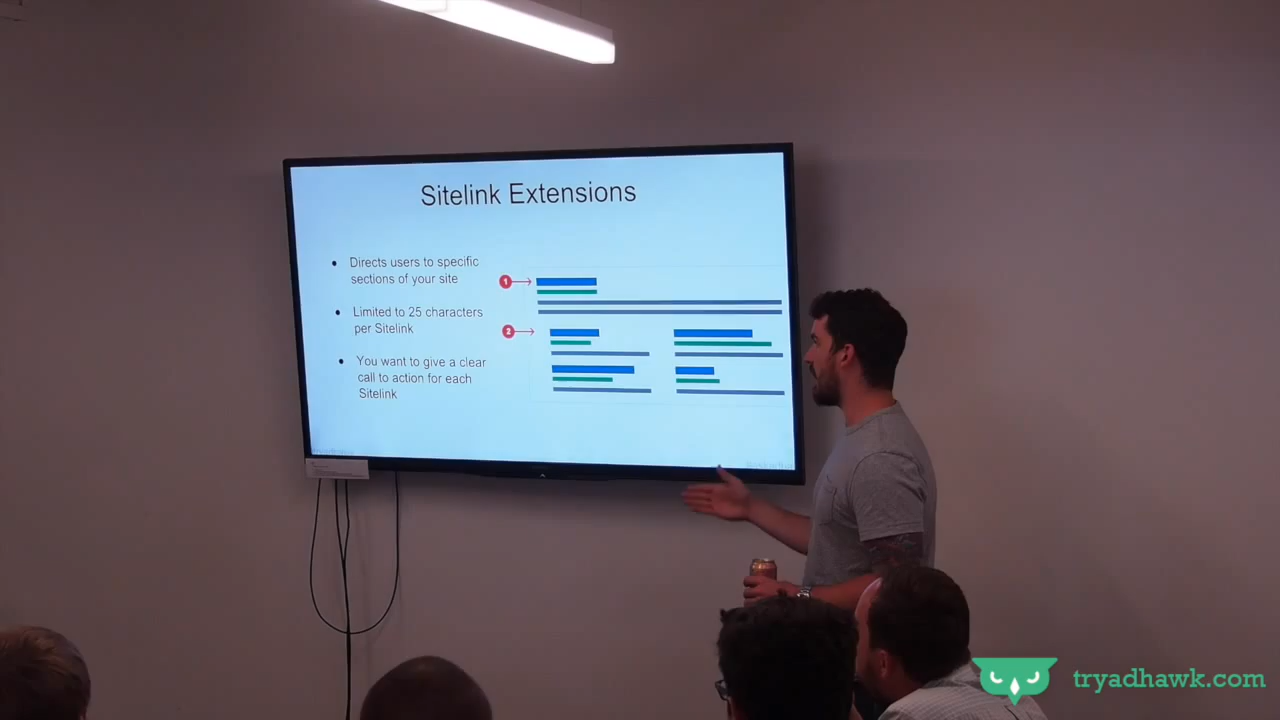 Sitelink Extensions
Directs users to specific
sections of your site
Limited to 25 characters
per Sitelink
You want to give a clear
call to action for each
Sitelink
1
2
tryadhawk.com